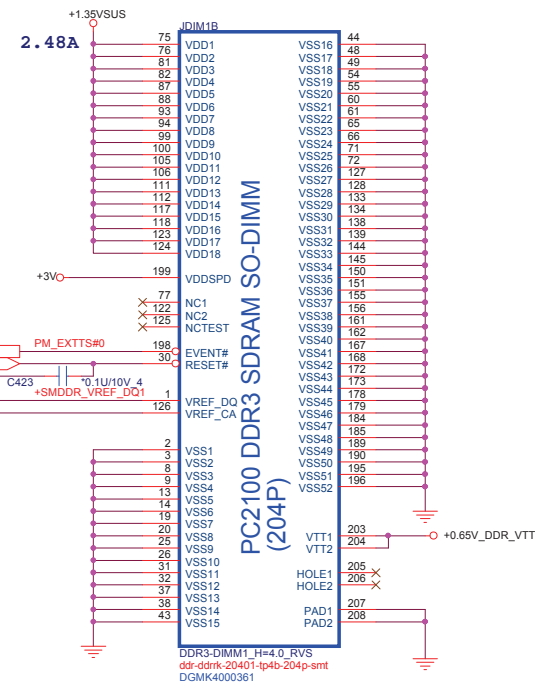 +1.35VSUS
2.48A
JDIM1B
75 VDD1
76 VDD2
81 VDD3
82 VDD4
87 VDD5
88 VDD6
93 VDD7
94 VDD8
99 VDD9
100 VDD10
105 VDD11
106 VDD12
111 VDD13
112 VDD14
117 VDD15
118 VDD16
123 VDD17
124 VDD18
+3V
199 VDDSPD
77 NC1
122 NC2
125 NCTEST
PM_EXTTS#0
198 EVENT#
30 RESET#
C423 *0.1U/10V_4
+SMDDR_VREF_DQ1
1 VREF_DQ
126 VREF_CA
2 VSS1
3 VSS2
8 VSS3
9 VSS4
13 VSS5
14 VSS6
19 VSS7
20 VSS8
25 VSS9
26 VSS10
31 VSS11
32 VSS12
37 VSS13
38 VSS14
43 VSS15
PC2100 DDR3 SDRAM SO-DIMM
(204P)
VSS16 44
VSS17 48
VSS18 49
VSS19 54
VSS20 55
VSS21 60
VSS22 61
VSS23 65
VSS24 66
VSS25 71
VSS26 72
VSS27 127
VSS28 128
VSS29 133
VSS30 134
VSS31 138
VSS32 139
VSS33 144
VSS34 145
VSS35 150
VSS36 151
VSS37 155
VSS38 156
VSS39 161
VSS40 162
VSS41 167
VSS42 168
VSS43 172
VSS44 173
VSS45 178
VSS46 179
VSS47 184
VSS48 185
VSS49 189
VSS50 190
VSS51 195
VSS52 196
VTT1 203
VTT2 204
+0.65V_DDR_VTT
HOLE1 205
HOLE2 206
PAD1 207
PAD2 208
DDR3-DIMM1_H=4.0_RVS
ddr-ddrrk-20401-tp4b-204p-smt
DGMK4000361